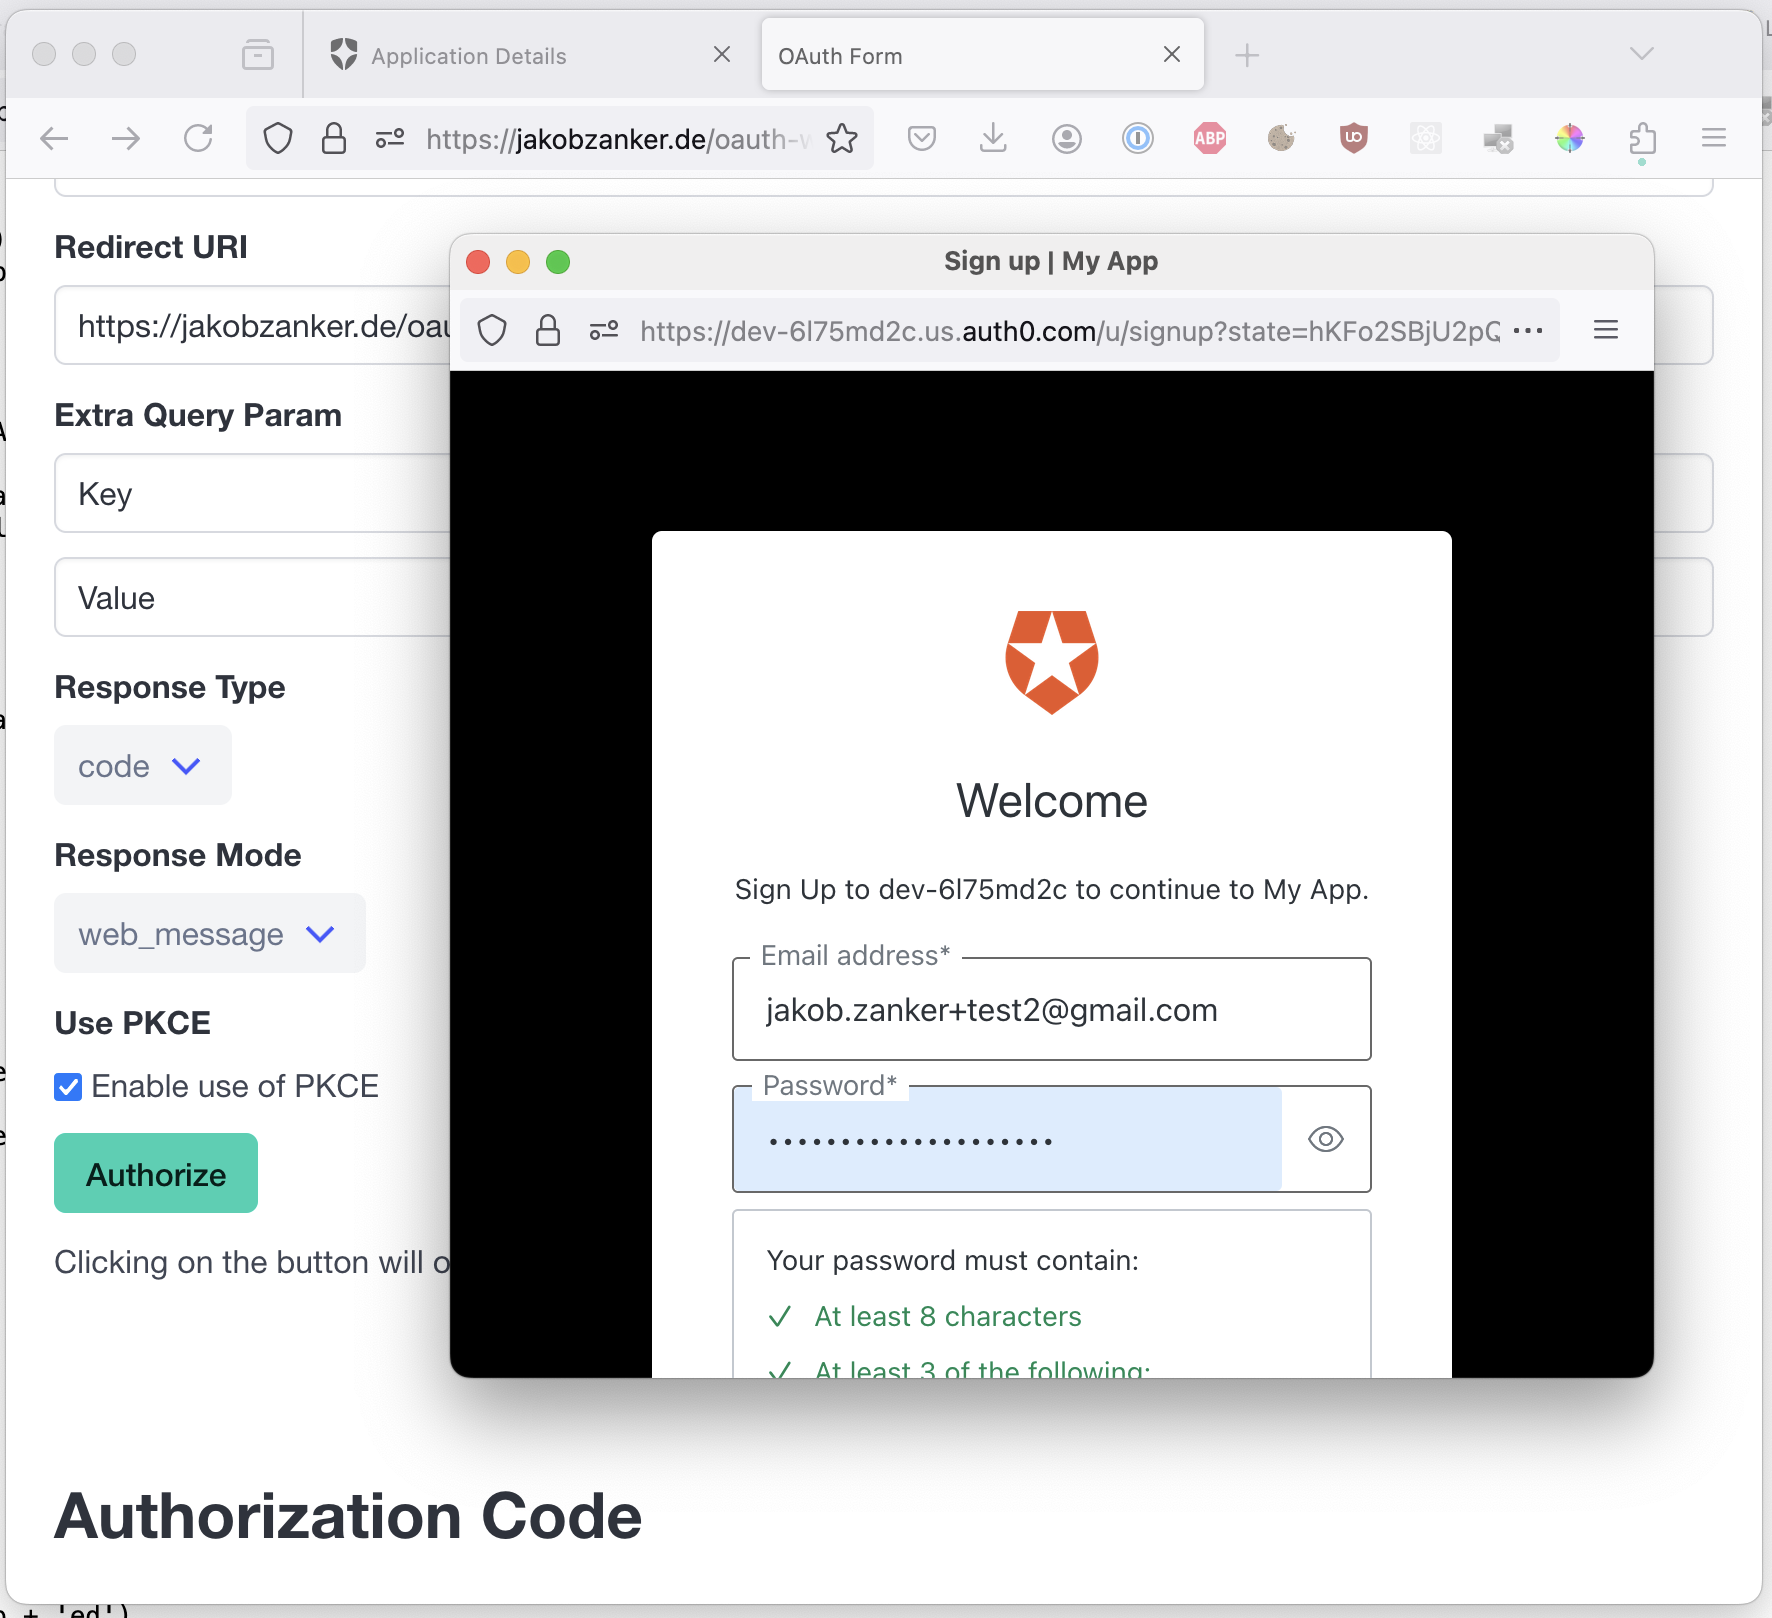 Application Details
OAuth Form
https://jakobzanker.de/oauth-w
ABP
Redirect URI
https://jakobzanker.de/oau
Extra Query Param
Key
Value
Response Type
code
Response Mode
web_message
Use PKCE
Enable use of PKCE
Authorize
Clicking on the button will o
Authorization Code
Sign up | My App
https://dev-6l75md2c.us.auth0.com/u/signup?state=hKFo2SBjU2pQ
Welcome
Sign Up to dev-6l75md2c to continue to My App.
Email address*
jakob.zanker+test2@gmail.com
Password*
Your password must contain:
At least 8 characters
At least 3 of the following:
+ 'ed')